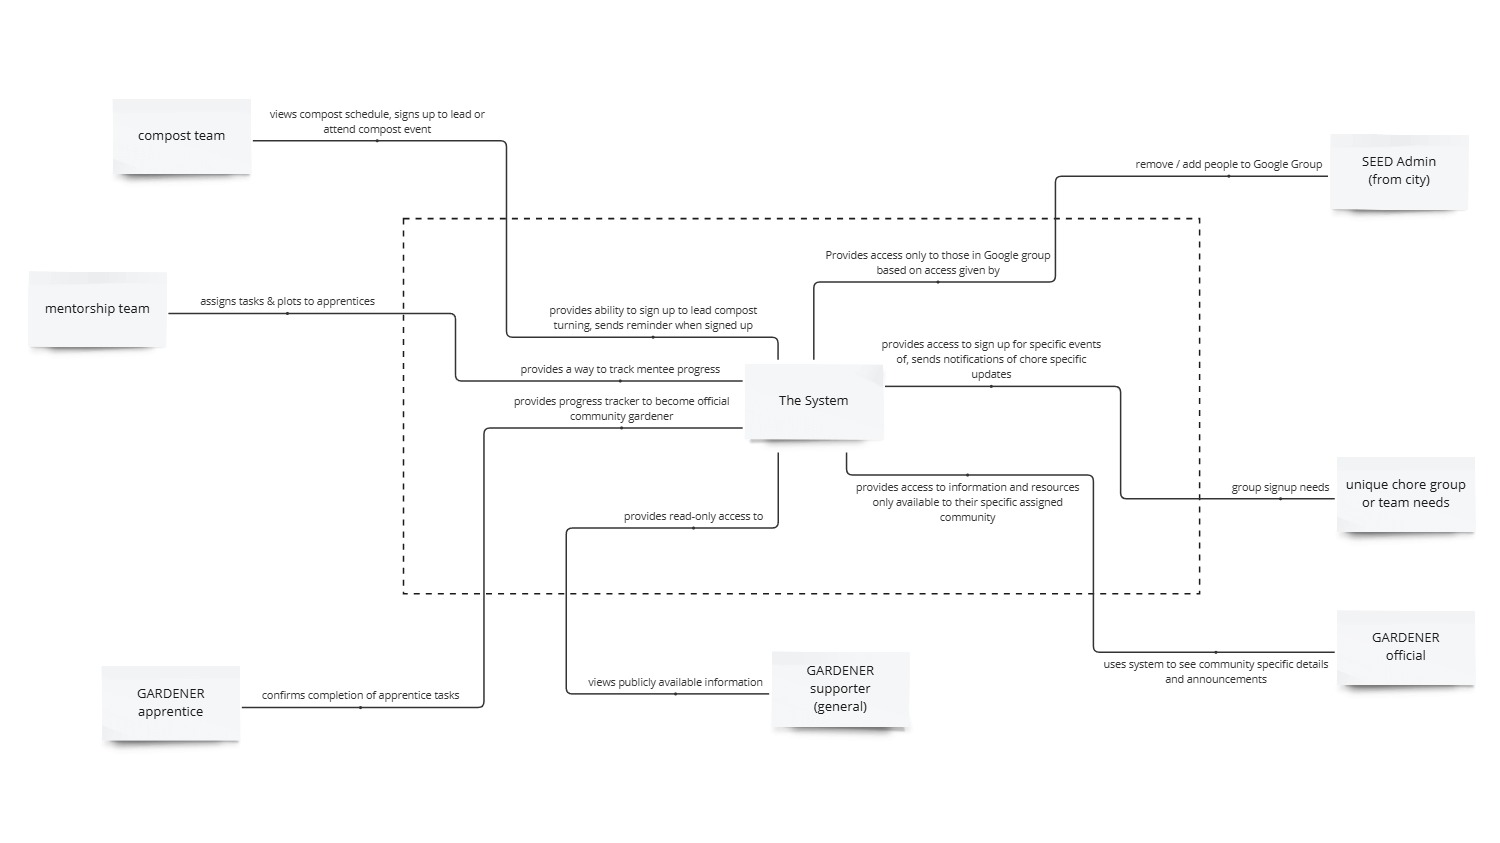 compost team
views compost schedule, signs up to lead or
attend compost event
SEED Admin
(from city)
remove / add people to Google Group
mentorship team
assigns tasks & plots to apprentices
Provides access only to those in Google group
based on access given by
provides ability to sign up to lead compost
turning, sends reminder when signed up
provides access to sign up for specific events
of, sends notifications of chore specific
updates
provides a way to track mentee progress
The System
provides progress tracker to become official
community gardener
provides access to information and resources
only available to their specific assigned
community
group signup needs
unique chore group
or team needs
provides read-only access to
GARDENER
official
uses system to see community specific details
and announcements
GARDENER
apprentice
confirms completion of apprentice tasks
views publicly available information
GARDENER
supporter
(general)